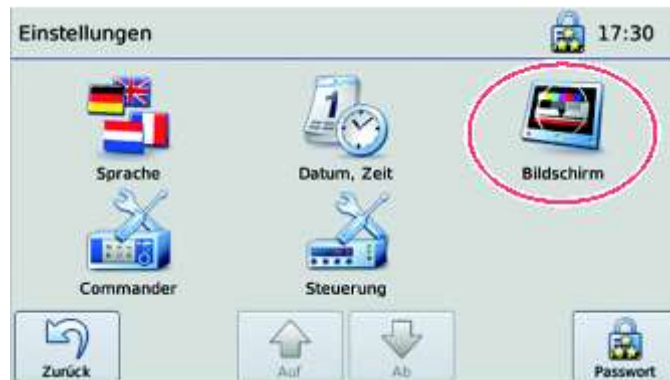 Einstellungen 17:30
Sprache Datum, Zeit Bildschirm
Commander Steuerung
Zurück Auf Ab Passwort